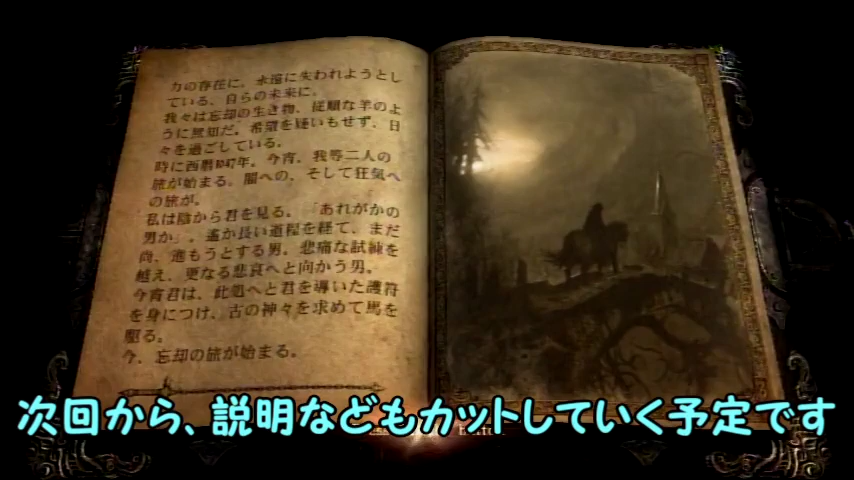 力の存在に。永遠に失われようとし
ている、自らの未来に。
我々は忘却の生き物、従順な羊のよ
うに無知だ。希望を疑いもせず、日
々を過ごしている。
時に西暦1047年。今宵、我等二人の
旅が始まる。闇への、そして狂気へ
の旅が。
私は陰から君を見る。「あれがかの
男か」。遙か長い道程を経て、まだ
尚、進もうとする男。悲痛な試練を
越え、更なる悲哀へと向かう男。
今宵君は、此処へと君を導いた護符
を身につけ、古の神々を求めて馬を
駆る。
今、忘却の旅が始まる。
次回から、説明などもカットしていく予定です